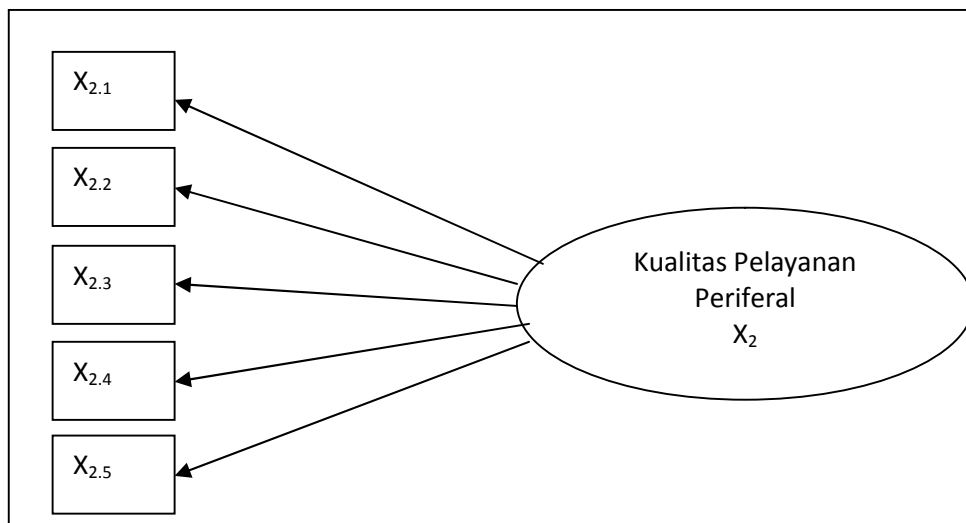 X2.1
X2.2
X2.3
X2.4
X2.5
Kualitas Pelayanan
Periferal
X2